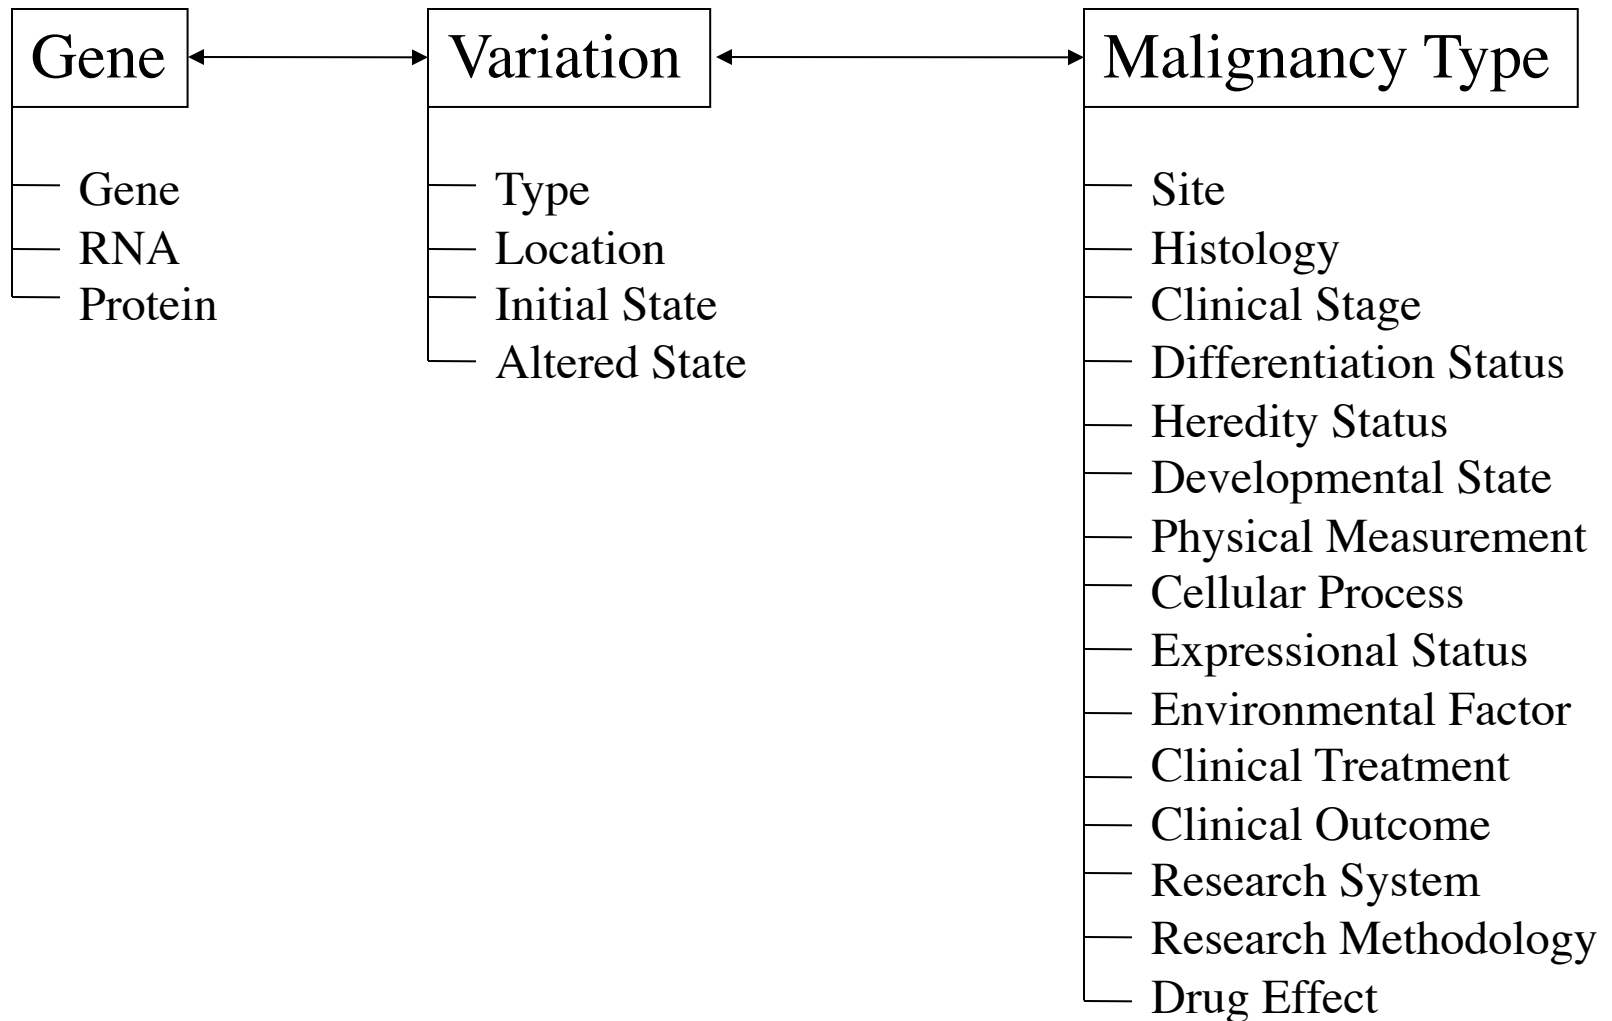 Gene
Variation
Malignancy Type
Gene
RNA
Protein
Type
Location
Initial State
Altered State
Site
Histology
Clinical Stage
Differentiation Status
Heredity Status
Developmental State
Physical Measurement
Cellular Process
Expressional Status
Environmental Factor
Clinical Treatment
Clinical Outcome
Research System
Research Methodology
Drug Effect